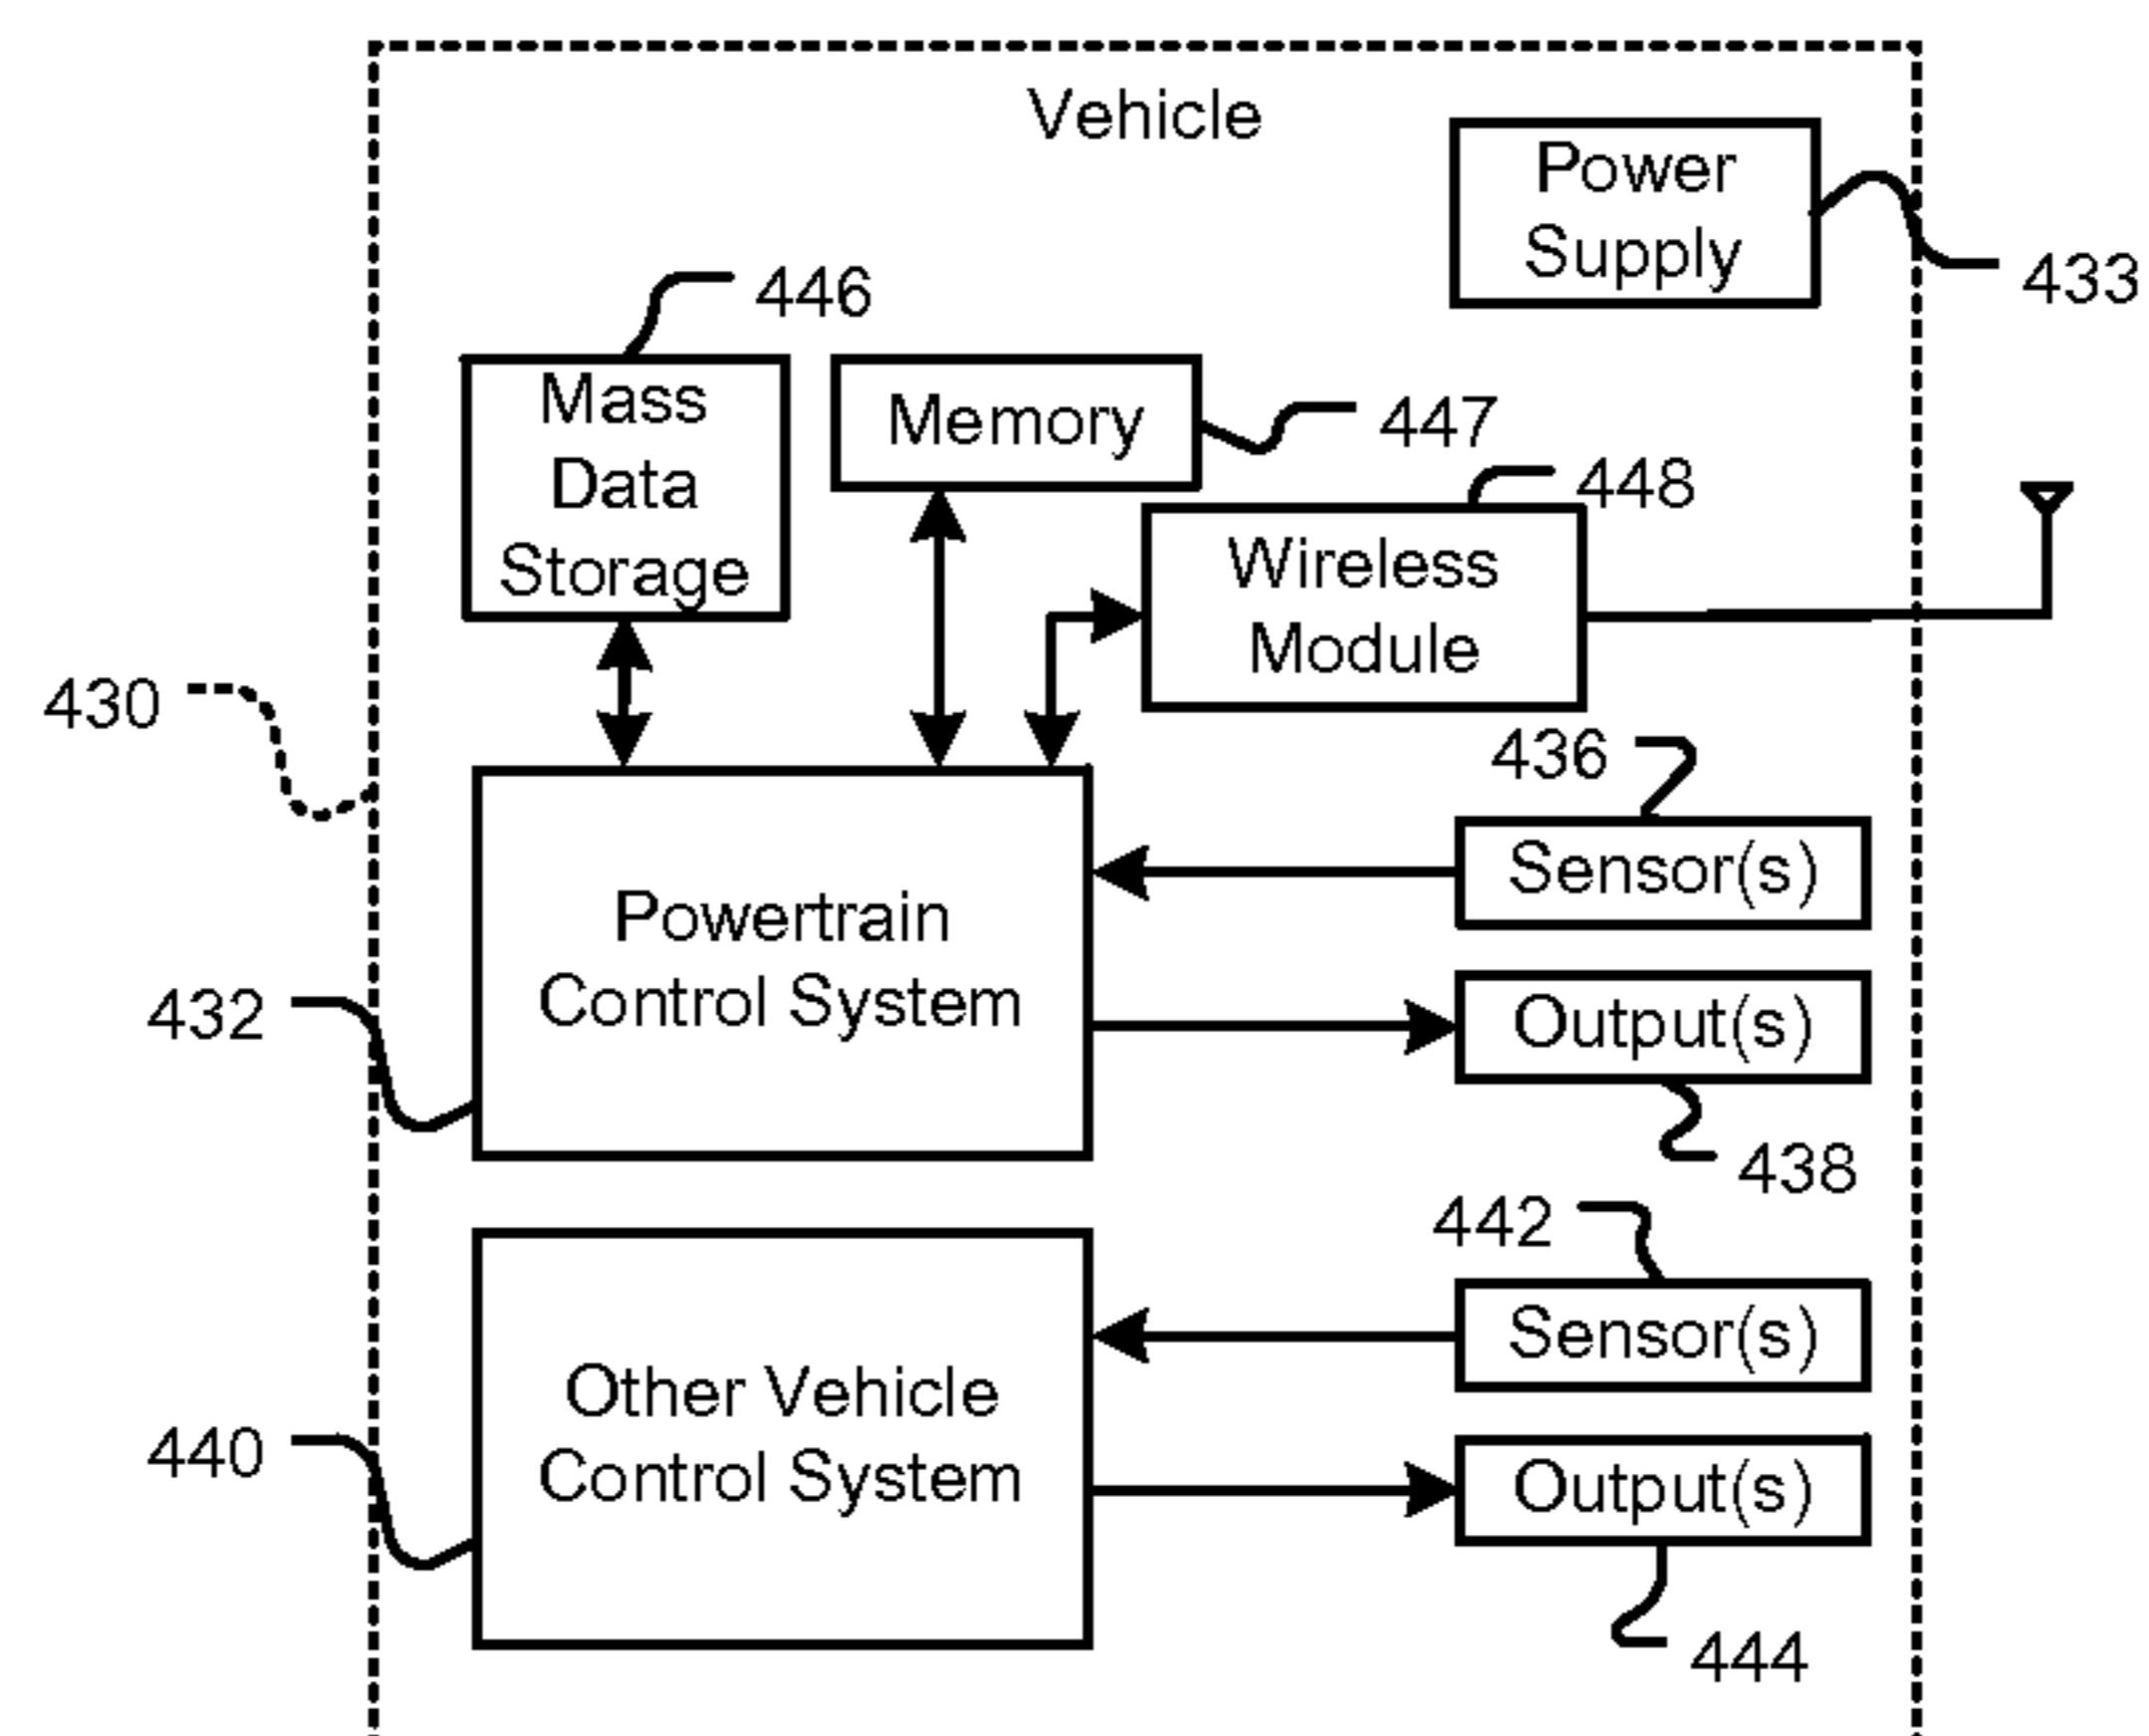 Vehicle
Power
Supply
433
446
Mass
Data
Storage
Memory
447
448
Wireless
Module
430
436
Sensor(s)
Powertrain
Control System
432
Output(s)
438
442
Sensor(s)
Other Vehicle
Control System
440
Output(s)
444